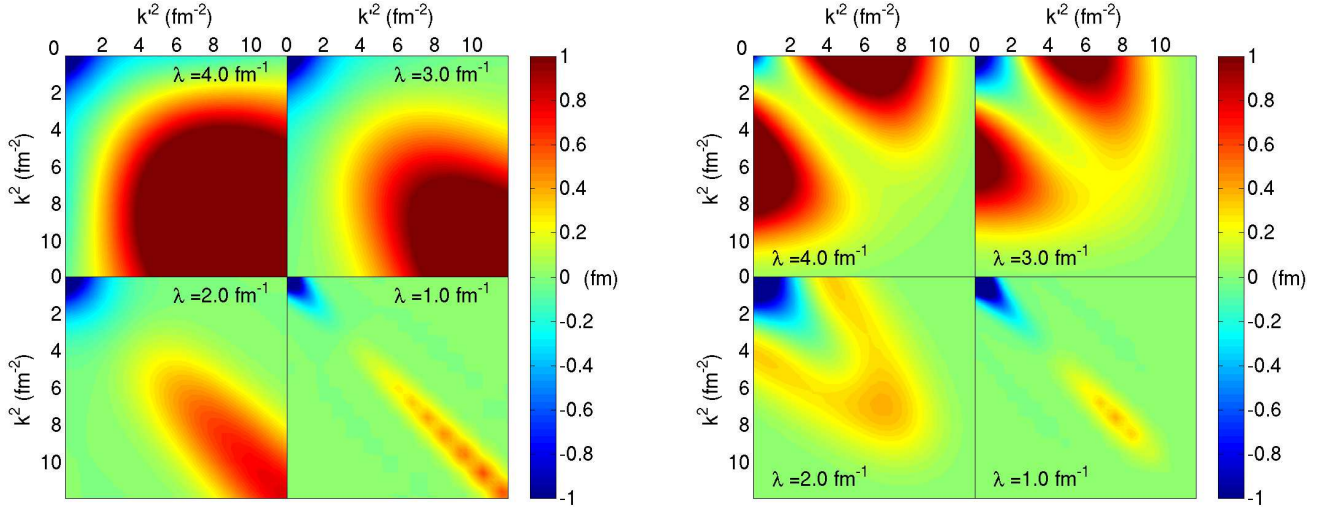 k'² (fm⁻²) k'² (fm⁻²)
0 2 4 6 8 10 0 2 4 6 8 10
0 2 4 6 8 10
k² (fm⁻²)
λ =4.0 fm⁻¹ λ =3.0 fm⁻¹
0 2 4 6 8 10
k² (fm⁻²)
λ =2.0 fm⁻¹ λ =1.0 fm⁻¹
1
0.8
0.6
0.4
0.2
0 (fm)
-0.2
-0.4
-0.6
-0.8
-1
k'² (fm⁻²) k'² (fm⁻²)
2 4 6 8 10 0 2 4 6 8 10
0 2 4 6 8 10
k² (fm⁻²)
λ =4.0 fm⁻¹ λ =3.0 fm⁻¹
0 2 4 6 8 10
k² (fm⁻²)
λ =2.0 fm⁻¹ λ =1.0 fm⁻¹
1
0.8
0.6
0.4
0.2
0 (fm)
-0.2
-0.4
-0.6
-0.8
-1